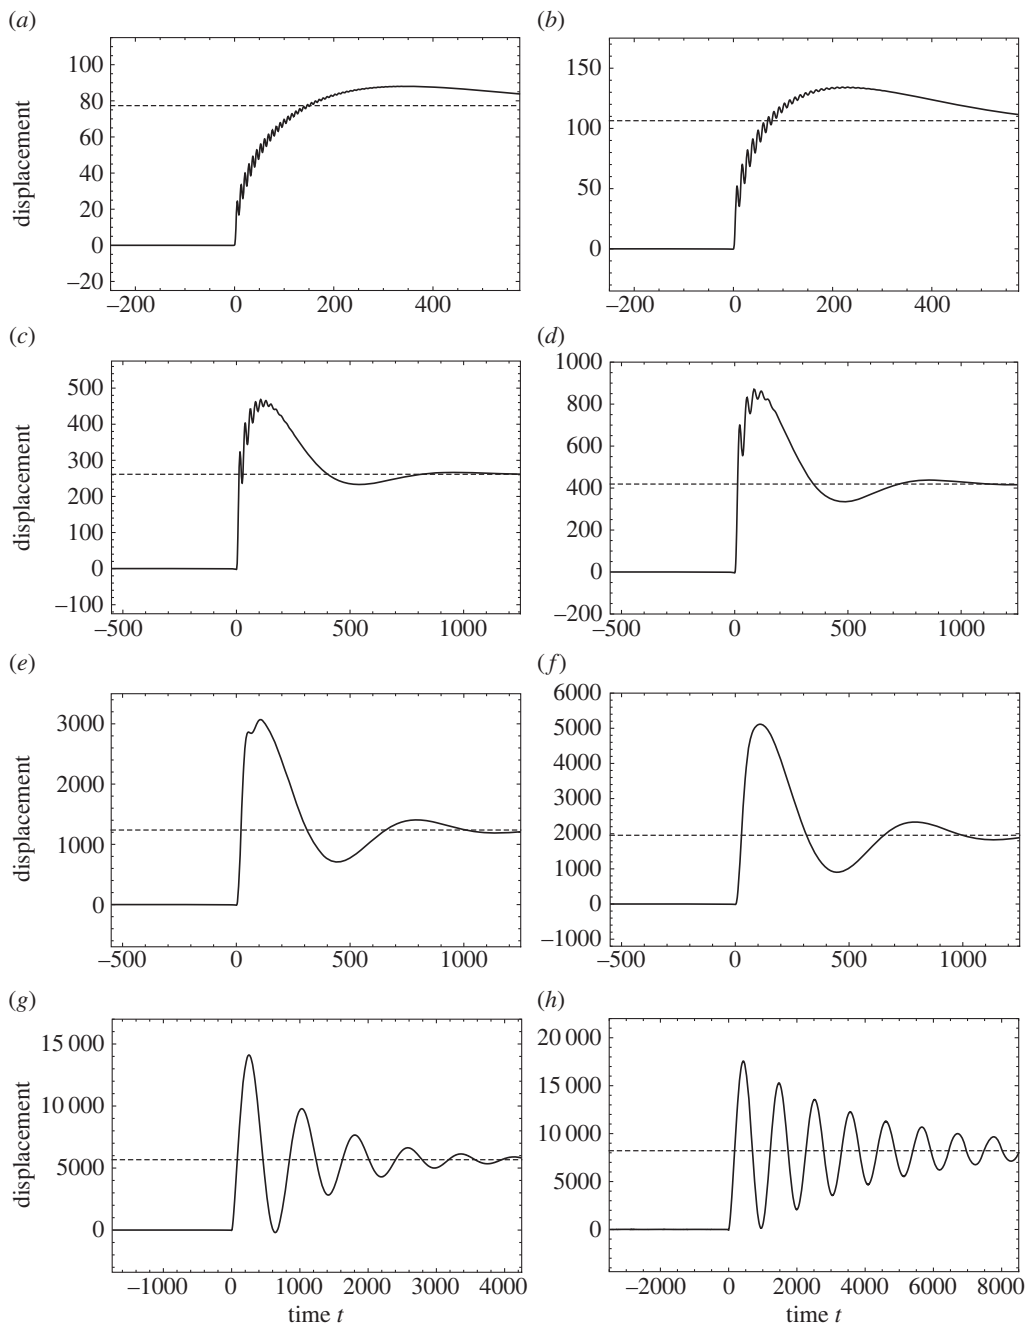 (a)
100
80
60
40
20
0
−20
displacement
−200 0 200 400
(b)
150
100
50
0
−200 0 200 400
(c)
500
400
300
200
100
0
−100
displacement
−500 0 500 1000
(d)
1000
800
600
400
200
0
−200
−500 0 500 1000
(e)
3000
2000
1000
0
displacement
−500 0 500 1000
(f)
6000
5000
4000
3000
2000
1000
0
−1000
−500 0 500 1000
(g)
15 000
10 000
5000
0
displacement
−1000 0 1000 2000 3000 4000
time t
(h)
20 000
15 000
10 000
5000
0
−2000 0 2000 4000 6000 8000
time t